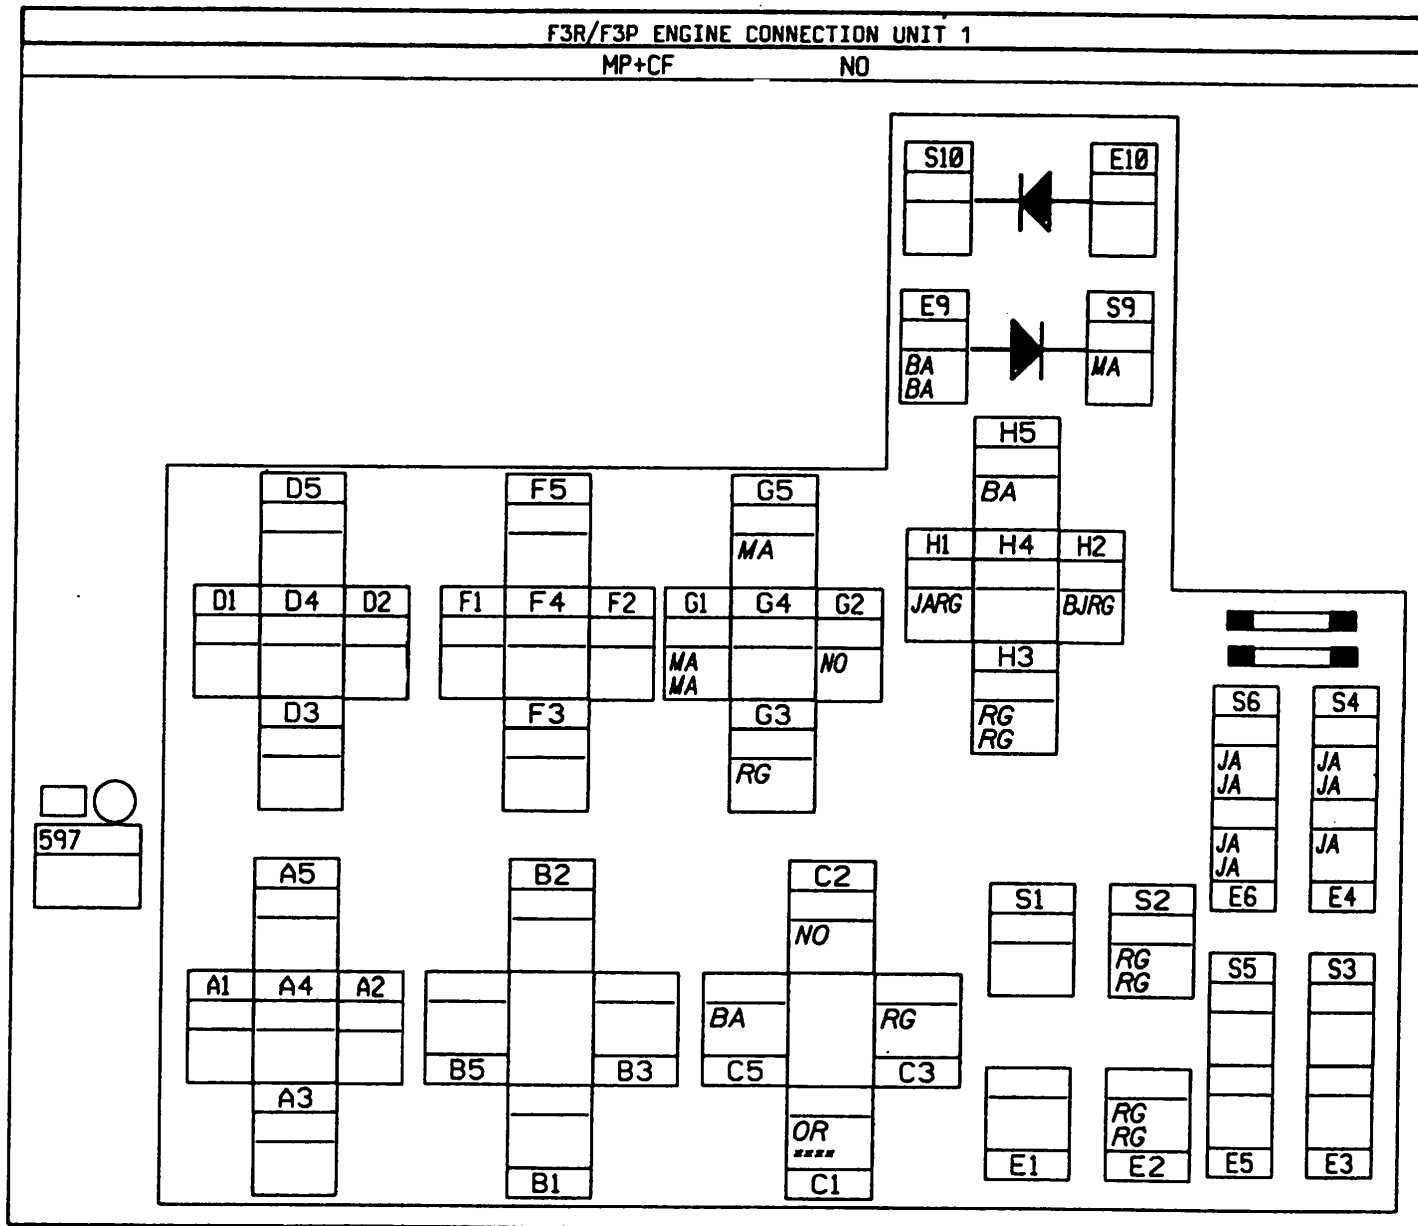 F3R/F3P ENGINE CONNECTION UNIT 1
MP+CF NO
S10 E10
E9 S9
BA MA
BA
H5
BA
D5 F5 G5
MA
H1 H4 H2
JARG BJRG
D1 D4 D2 F1 F4 F2 G1 G4 G2
MA NO
MA
H3
RG
RG
D3 F3 G3
RG
S6 S4
JA JA
JA JA
JA JA
JA
E6 E4
597
A5 B2 C2
NO
S1 S2
RG
RG
A1 A4 A2
BA RG
B5 B3 C5 C3
S5 S3
A3
OR
****
RG
RG
B1 C1 E1 E2 E5 E3